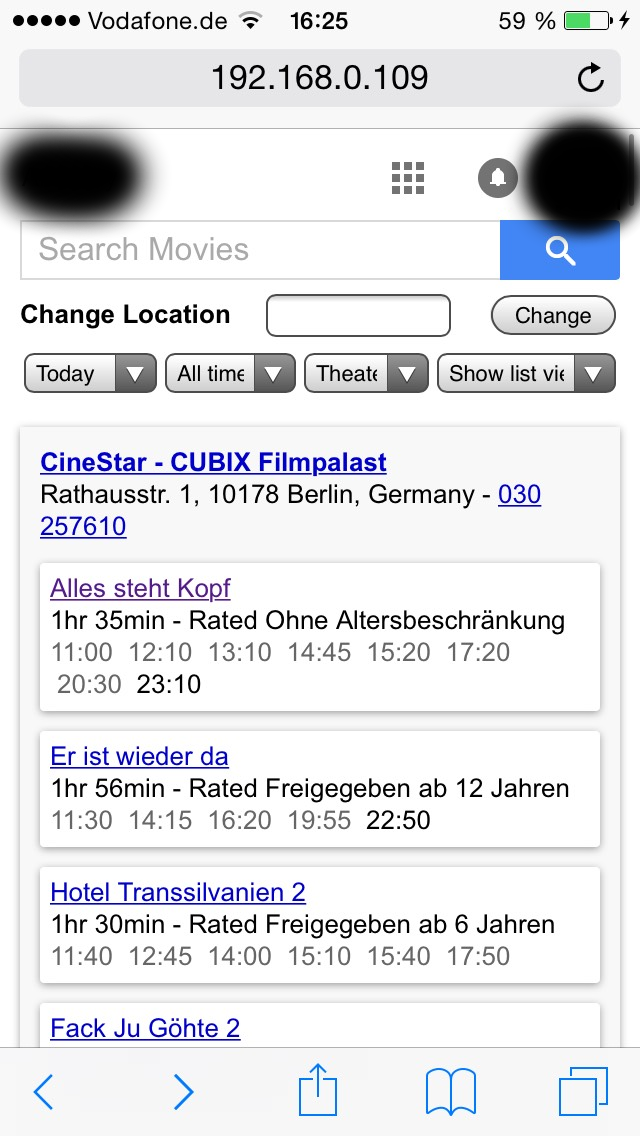 Vodafone.de 16:25 59 %
192.168.0.109
Search Movies
Change Location Change
Today All time Theate Show list vie
CineStar - CUBIX Filmpalast
Rathausstr. 1, 10178 Berlin, Germany - 030
257610
Alles steht Kopf
1hr 35min - Rated Ohne Altersbeschränkung
11:00 12:10 13:10 14:45 15:20 17:20
20:30 23:10
Er ist wieder da
1hr 56min - Rated Freigegeben ab 12 Jahren
11:30 14:15 16:20 19:55 22:50
Hotel Transsilvanien 2
1hr 30min - Rated Freigegeben ab 6 Jahren
11:40 12:45 14:00 15:10 15:40 17:50
Fack Ju Göhte 2